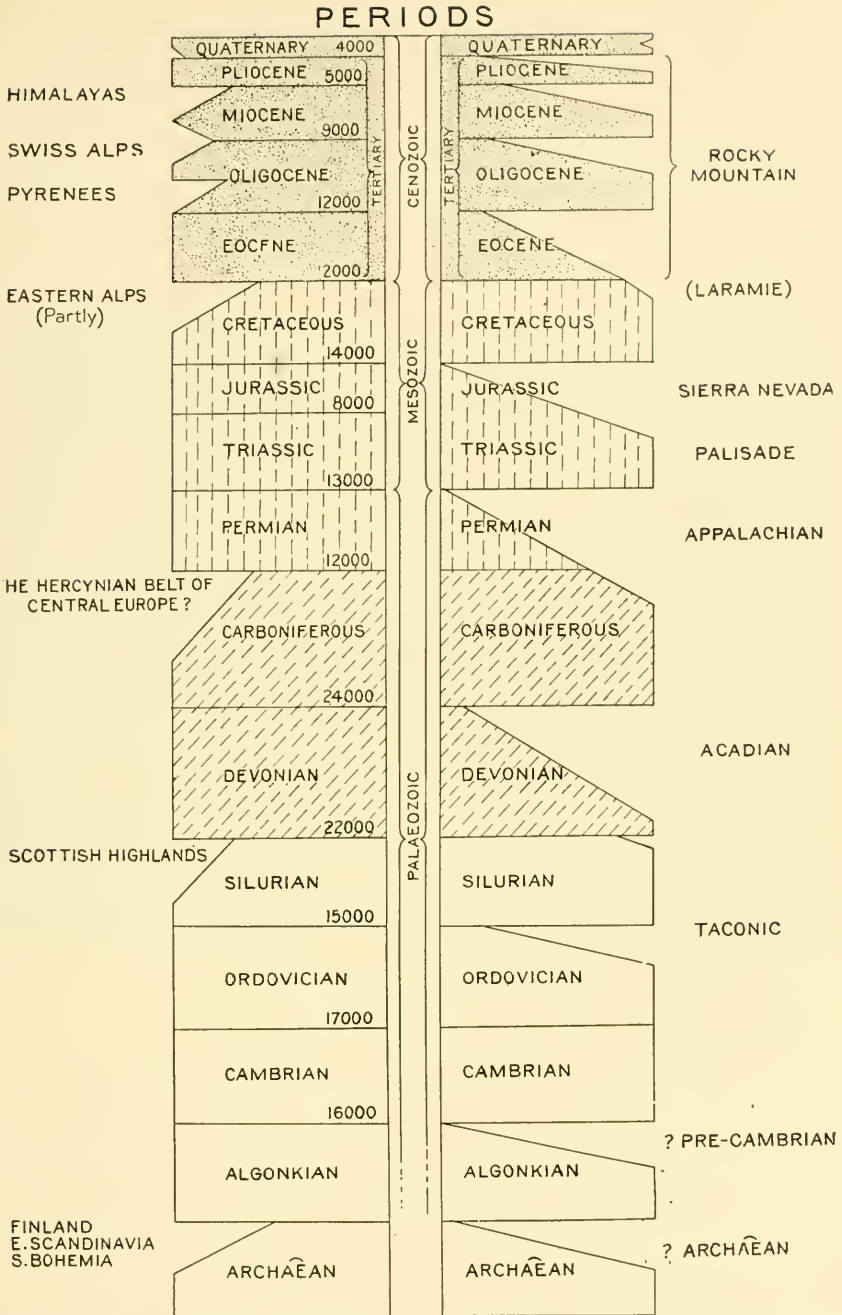 PERIODS
QUATERNARY 4000
QUATERNARY
PLIOCENE 5000
PLIOCENE
HIMALAYAS
MIOCENE
9000
MIOCENE
SWISS ALPS
OLIGOCENE
12000
TERTIARY
CENOZOIC
TERTIARY
OLIGOCENE
ROCKY
MOUNTAIN
PYRENEES
EOCFNE
2000
EOCENE
EASTERN ALPS
(Partly)
(LARAMIE)
CRETACEOUS
14000
CRETACEOUS
MESOZOIC
JURASSIC
8000
JURASSIC
SIERRA NEVADA
TRIASSIC
13000
TRIASSIC
PALISADE
PERMIAN
12000
PERMIAN
APPALACHIAN
HE HERCYNIAN BELT OF
CENTRAL EUROPE ?
CARBONIFEROUS
24000
CARBONIFEROUS
DEVONIAN
22000
DEVONIAN
ACADIAN
PALAEOZOIC
SCOTTISH HIGHLANDS
SILURIAN
15000
SILURIAN
TACONIC
ORDOVICIAN
17000
ORDOVICIAN
CAMBRIAN
16000
CAMBRIAN
? PRE-CAMBRIAN
ALGONKIAN
ALGONKIAN
FINLAND
E.SCANDINAVIA
S.BOHEMIA
ARCHÆAN
ARCHÆAN
? ARCHÆAN